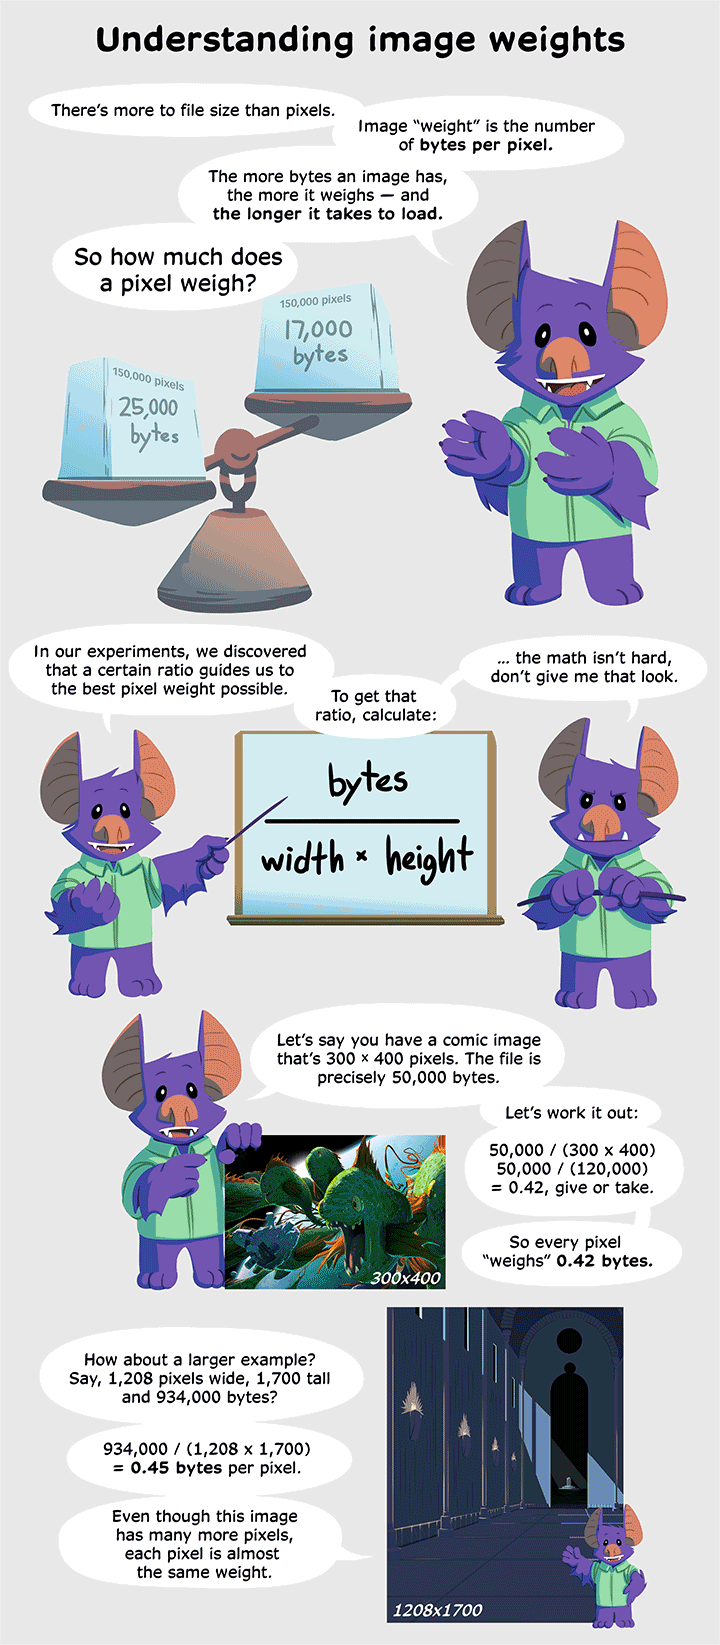 Understanding image weights
There's more to file size than pixels.
Image “weight” is the number
of bytes per pixel.
The more bytes an image has,
the more it weighs — and
the longer it takes to load.
So how much does
a pixel weigh?
150,000 pixels
17,000
bytes
150,000 pixels
25,000
bytes
In our experiments, we discovered
that a certain ratio guides us to
the best pixel weight possible.
To get that
ratio, calculate:
... the math isn't hard,
don't give me that look.
bytes
width × height
Let's say you have a comic image
that's 300 × 400 pixels. The file is
precisely 50,000 bytes.
Let's work it out:
50,000 / (300 x 400)
50,000 / (120,000)
= 0.42, give or take.
So every pixel
“weighs” 0.42 bytes.
300x400
How about a larger example?
Say, 1,208 pixels wide, 1,700 tall
and 934,000 bytes?
934,000 / (1,208 x 1,700)
= 0.45 bytes per pixel.
Even though this image
has many more pixels,
each pixel is almost
the same weight.
1208x1700